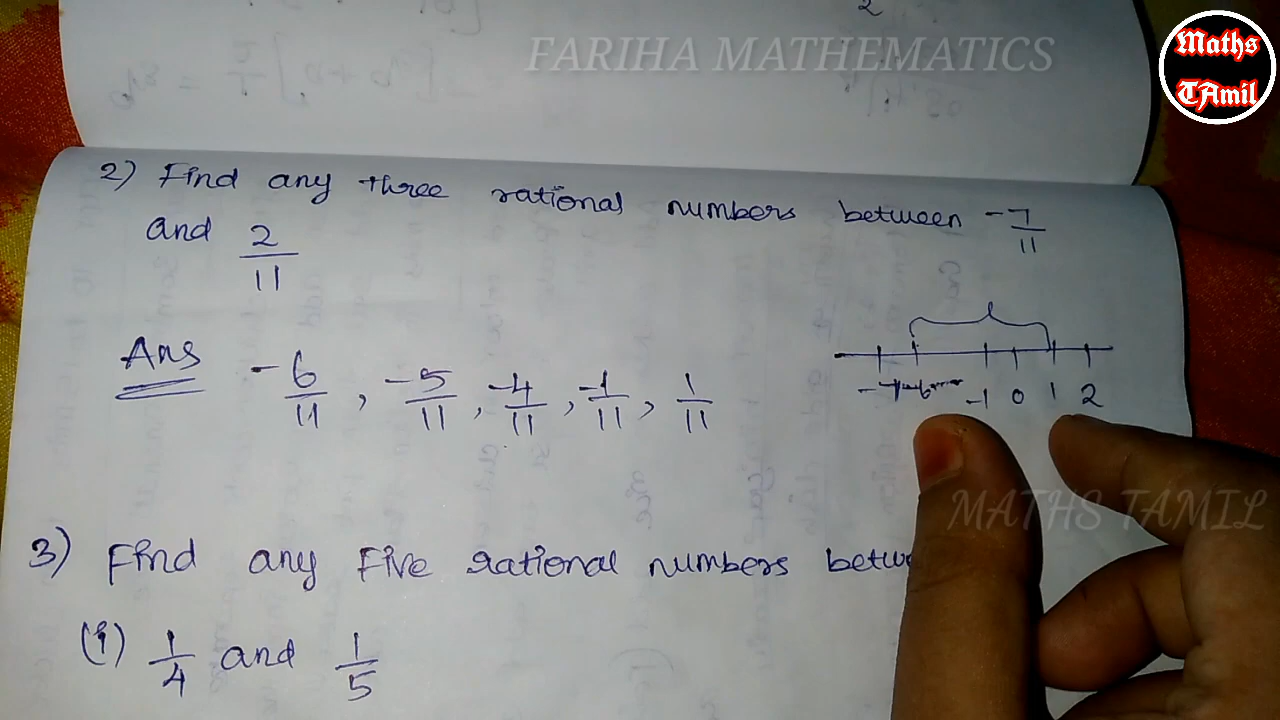 2
FARIHA MATHEMATICS
Maths
TAmil
2) Find any three rational numbers between -7/11
and 2/11
Ans -6/11, -5/11, -4/11, -1/11, 1/11
-1 0 1 2
MATHS TAMIL
3) Find any Five rational numbers
(i) 1/4 and 1/5